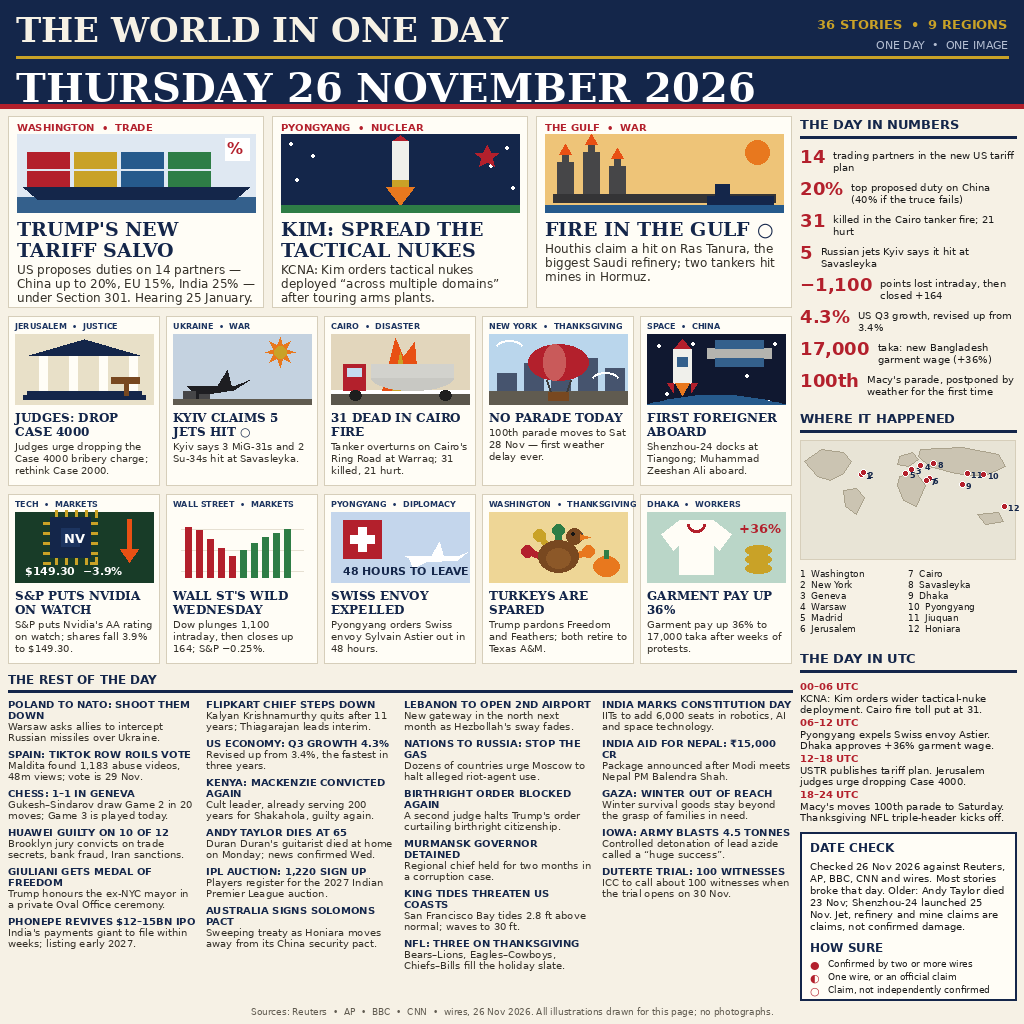 THE WORLD IN ONE DAY
36 STORIES • 9 REGIONS
ONE DAY • ONE IMAGE
THURSDAY 26 NOVEMBER 2026
WASHINGTON • TRADE
%
TRUMP'S NEW
TARIFF SALVO
US proposes duties on 14 partners —
China up to 20%, EU 15%, India 25% —
under Section 301. Hearing 25 January.
PYONGYANG • NUCLEAR
KIM: SPREAD THE
TACTICAL NUKES
KCNA: Kim orders tactical nukes
deployed “across multiple domains”
after touring arms plants.
THE GULF • WAR
FIRE IN THE GULF ○
Houthis claim a hit on Ras Tanura, the
biggest Saudi refinery; two tankers hit
mines in Hormuz.
JERUSALEM • JUSTICE
JUDGES: DROP
CASE 4000
Judges urge dropping the
Case 4000 bribery charge;
rethink Case 2000.
UKRAINE • WAR
KYIV CLAIMS 5
JETS HIT ○
Kyiv says 3 MiG-31s and 2
Su-34s hit at Savasleyka.
CAIRO • DISASTER
31 DEAD IN CAIRO
FIRE
Tanker overturns on Cairo's
Ring Road at Warraq; 31
killed, 21 hurt.
NEW YORK • THANKSGIVING
NO PARADE TODAY
100th parade moves to Sat
28 Nov — first weather
delay ever.
SPACE • CHINA
FIRST FOREIGNER
ABOARD
Shenzhou-24 docks at
Tiangong; Muhammad
Zeeshan Ali aboard.
TECH • MARKETS
NV
$149.30 −3.9%
S&P PUTS NVIDIA
ON WATCH
S&P puts Nvidia's AA rating
on watch; shares fall 3.9%
to $149.30.
WALL STREET • MARKETS
WALL ST'S WILD
WEDNESDAY
Dow plunges 1,100
intraday, then closes up
164; S&P −0.25%.
PYONGYANG • DIPLOMACY
48 HOURS TO LEAVE
SWISS ENVOY
EXPELLED
Pyongyang orders Swiss
envoy Sylvain Astier out in
48 hours.
WASHINGTON • THANKSGIVING
TURKEYS ARE
SPARED
Trump pardons Freedom
and Feathers; both retire to
Texas A&M.
DHAKA • WORKERS
+36%
GARMENT PAY UP
36%
Garment pay up 36% to
17,000 taka after weeks of
protests.
THE REST OF THE DAY
POLAND TO NATO: SHOOT THEM
DOWN
Warsaw asks allies to intercept
Russian missiles over Ukraine.
SPAIN: TIKTOK ROW ROILS VOTE
Maldita found 1,183 abuse videos,
48m views; vote is 29 Nov.
CHESS: 1–1 IN GENEVA
Gukesh–Sindarov draw Game 2 in 20
moves; Game 3 is played today.
HUAWEI GUILTY ON 10 OF 12
Brooklyn jury convicts on trade
secrets, bank fraud, Iran sanctions.
GIULIANI GETS MEDAL OF
FREEDOM
Trump honours the ex-NYC mayor in
a private Oval Office ceremony.
PHONEPE REVIVES $12–15BN IPO
India's payments giant to file within
weeks; listing early 2027.
FLIPKART CHIEF STEPS DOWN
Kalyan Krishnamurthy quits after 11
years; Thiagarajan leads interim.
US ECONOMY: Q3 GROWTH 4.3%
Revised up from 3.4%, the fastest in
three years.
KENYA: MACKENZIE CONVICTED
AGAIN
Cult leader, already serving 200
years for Shakahola, guilty again.
ANDY TAYLOR DIES AT 65
Duran Duran's guitarist died at home
on Monday; news confirmed Wed.
IPL AUCTION: 1,220 SIGN UP
Players register for the 2027 Indian
Premier League auction.
AUSTRALIA SIGNS SOLOMONS
PACT
Sweeping treaty as Honiara moves
away from its China security pact.
LEBANON TO OPEN 2ND AIRPORT
New gateway in the north next
month as Hezbollah's sway fades.
NATIONS TO RUSSIA: STOP THE
GAS
Dozens of countries urge Moscow to
halt alleged riot-agent use.
BIRTHRIGHT ORDER BLOCKED
AGAIN
A second judge halts Trump's order
curtailing birthright citizenship.
MURMANSK GOVERNOR
DETAINED
Regional chief held for two months in
a corruption case.
KING TIDES THREATEN US
COASTS
San Francisco Bay tides 2.8 ft above
normal; waves to 30 ft.
NFL: THREE ON THANKSGIVING
Bears–Lions, Eagles–Cowboys,
Chiefs–Bills fill the holiday slate.
INDIA MARKS CONSTITUTION DAY
IITs to add 6,000 seats in robotics, AI
and space technology.
INDIA AID FOR NEPAL: ₹15,000
CR
Package announced after Modi meets
Nepal PM Balendra Shah.
GAZA: WINTER OUT OF REACH
Winter survival goods stay beyond
the grasp of families in need.
IOWA: ARMY BLASTS 4.5 TONNES
Controlled detonation of lead azide
called a “huge success”.
DUTERTE TRIAL: 100 WITNESSES
ICC to call about 100 witnesses when
the trial opens on 30 Nov.
THE DAY IN NUMBERS
14 trading partners in the new US tariff
plan
20% top proposed duty on China
(40% if the truce fails)
31 killed in the Cairo tanker fire; 21
hurt
5 Russian jets Kyiv says it hit at
Savasleyka
−1,100 points lost intraday, then
closed +164
4.3% US Q3 growth, revised up from
3.4%
17,000 taka: new Bangladesh
garment wage (+36%)
100th Macy's parade, postponed by
weather for the first time
WHERE IT HAPPENED
2
3
4
5
8
9
10
11
12
1 Washington
2 New York
3 Geneva
4 Warsaw
5 Madrid
6 Jerusalem
7 Cairo
8 Savasleyka
9 Dhaka
10 Pyongyang
11 Jiuquan
12 Honiara
THE DAY IN UTC
00–06 UTC
KCNA: Kim orders wider tactical-nuke
deployment. Cairo fire toll put at 31.
06–12 UTC
Pyongyang expels Swiss envoy Astier.
Dhaka approves +36% garment wage.
12–18 UTC
USTR publishes tariff plan. Jerusalem
judges urge dropping Case 4000.
18–24 UTC
Macy's moves 100th parade to Saturday.
Thanksgiving NFL triple-header kicks off.
DATE CHECK
Checked 26 Nov 2026 against Reuters,
AP, BBC, CNN and wires. Most stories
broke that day. Older: Andy Taylor died
23 Nov; Shenzhou-24 launched 25
Nov. Jet, refinery and mine claims are
claims, not confirmed damage.
HOW SURE
● Confirmed by two or more wires
◐ One wire, or an official claim
○ Claim, not independently confirmed
Sources: Reuters • AP • BBC • CNN • wires, 26 Nov 2026. All illustrations drawn for this page; no photographs.